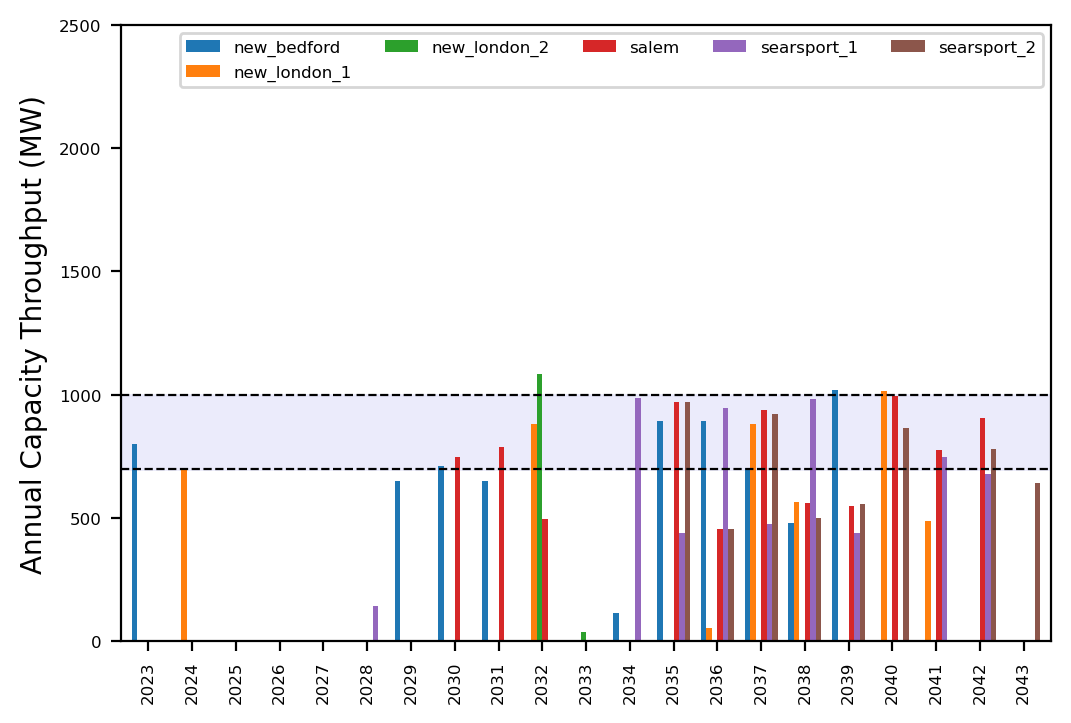 Annual Capacity Throughput (MW)
2500
2000
1500
1000
500
0
new_bedford new_london_2 salem searsport_1 searsport_2
new_london_1
2023 2024 2025 2026 2027 2028 2029 2030 2031 2032 2033 2034 2035 2036 2037 2038 2039 2040 2041 2042 2043